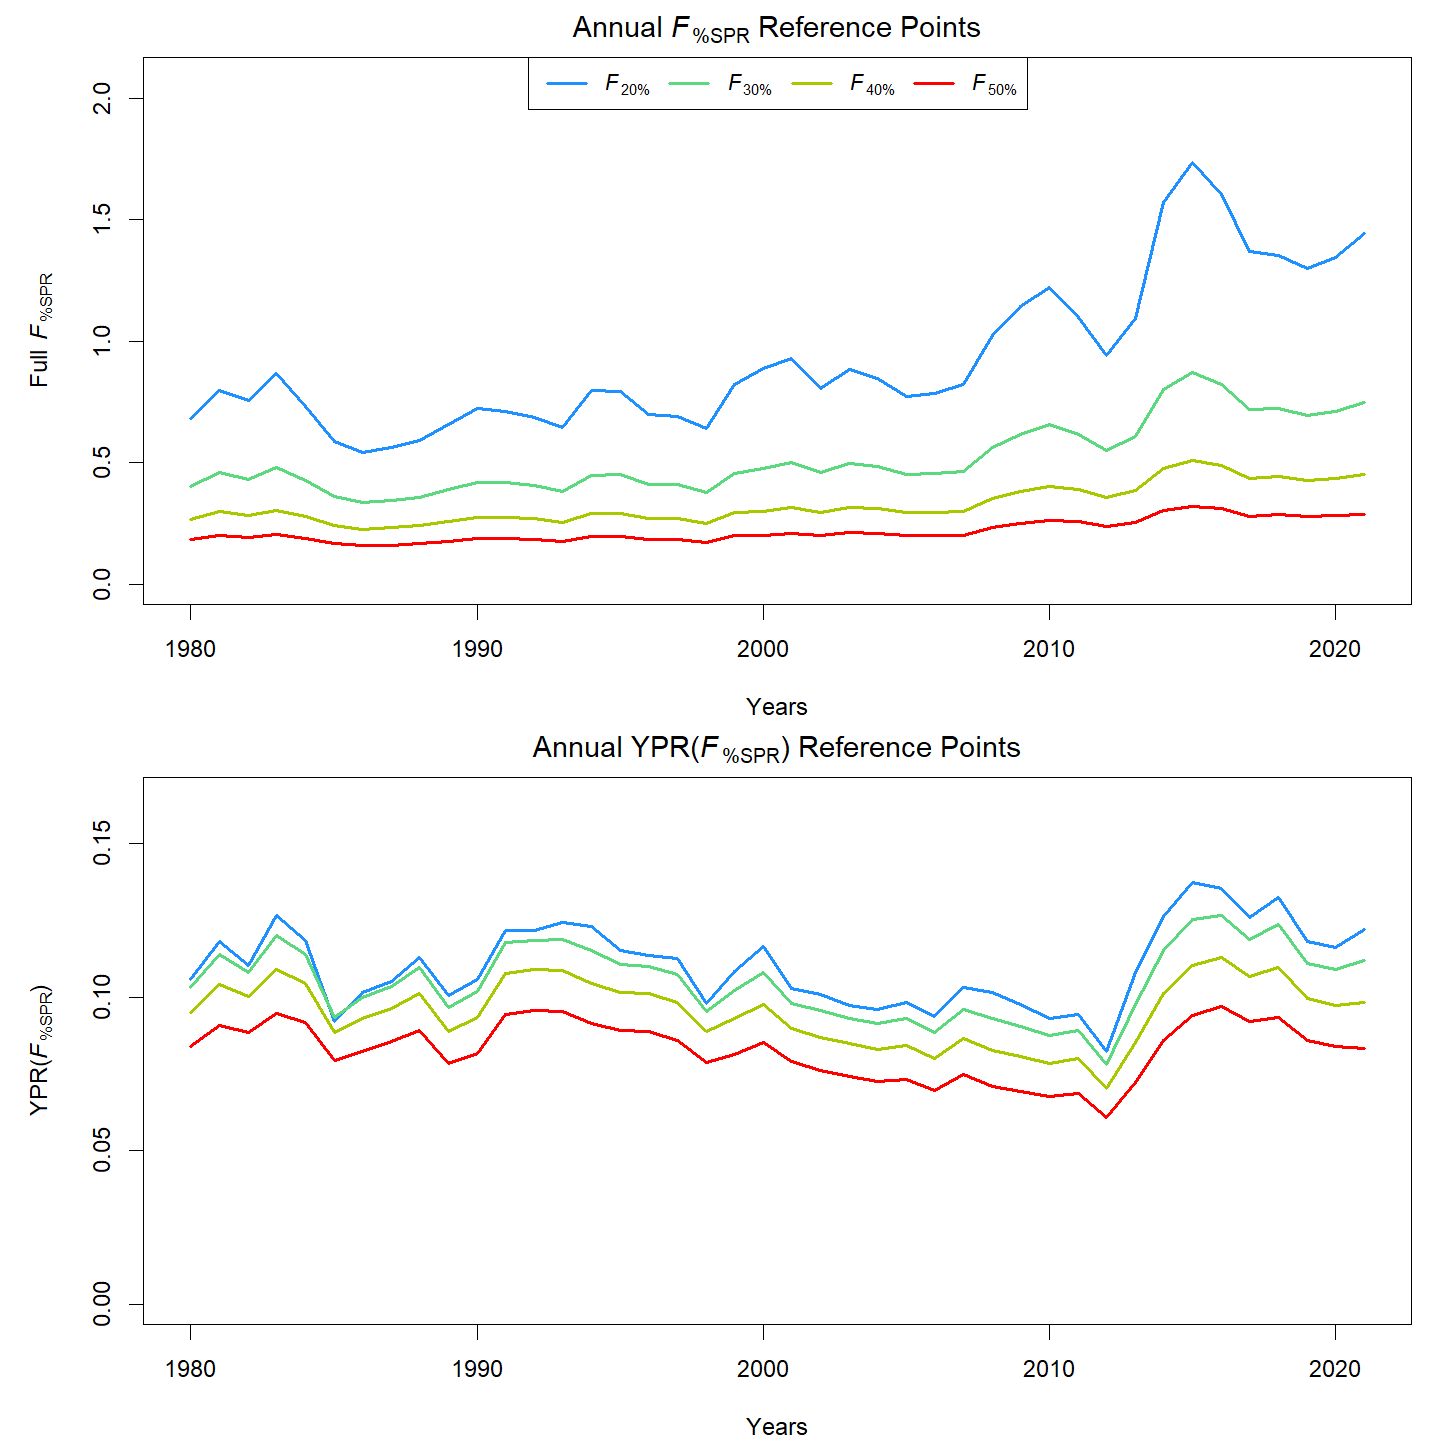 Annual F%SPR Reference Points
F20% F30% F40% F50%
Full F%SPR
2.0
1.5
1.0
0.5
0.0
1980 1990 2000 2010 2020
Years
Annual YPR(F%SPR) Reference Points
YPR(F%SPR)
0.15
0.10
0.05
0.00
1980 1990 2000 2010 2020
Years